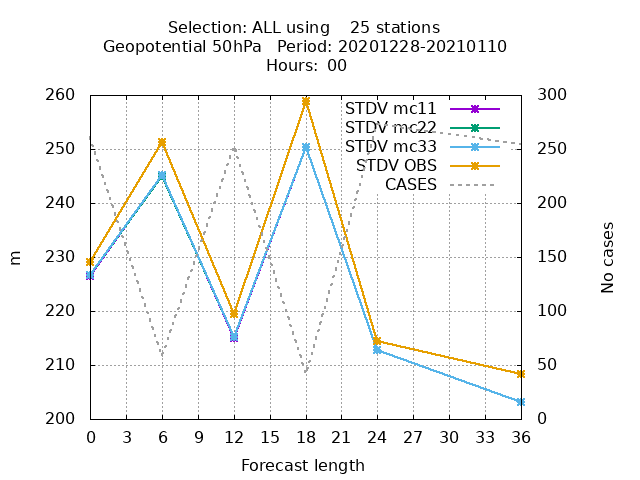 Selection: ALL using    25 stations
Geopotential 50hPa   Period: 20201228-20210110
Hours:  00
260 300
STDV mc11
STDV mc22
STDV mc33
STDV OBS
CASES
250 250
240 200
230 150
220 100
210 50
200 0
m
No cases
0 3 6 9 12 15 18 21 24 27 30 33 36
Forecast length